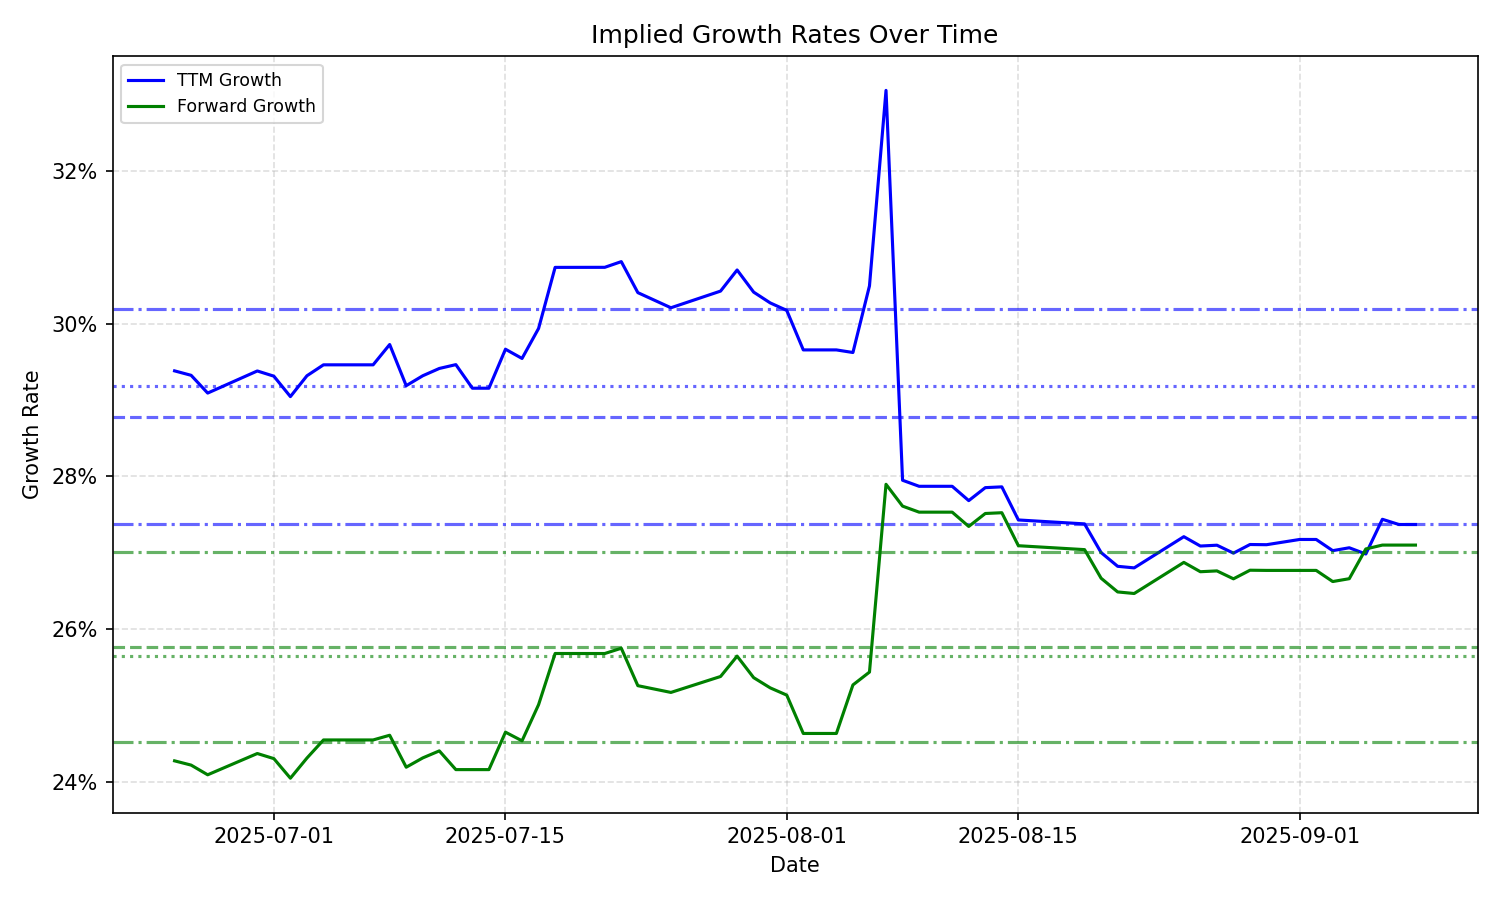 Implied Growth Rates Over Time
TTM Growth
Forward Growth
32%
30%
28%
26%
24%
Growth Rate
2025-07-01
2025-07-15
2025-08-01
2025-08-15
2025-09-01
Date